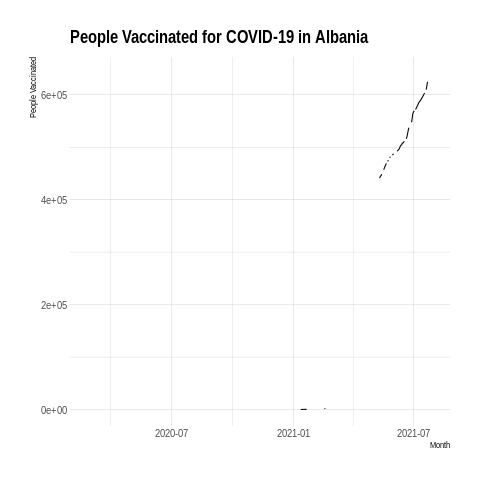 People Vaccinated for COVID-19 in Albania
People Vaccinated
6e+05
4e+05
2e+05
0e+00
2020-07
2021-01
2021-07
Month